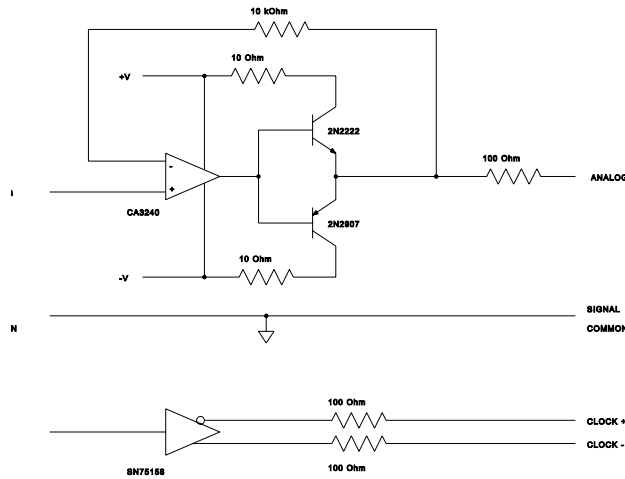 10 kOhm
+V
10 Ohm
2N2222
-
+
100 Ohm
ANALOG
CA3240
2N2907
-V
10 Ohm
SIGNAL
N
COMMON
100 Ohm
CLOCK +
CLOCK -
SN75158
100 Ohm